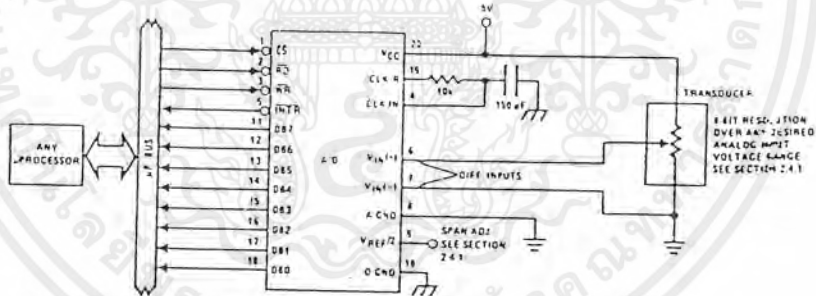 5V
1 CS
2 RD
3 WR
5 INTR
11 DB7
12 DB6
13 DB5
14 DB4
15 DB3
16 DB2
17 DB1
18 DB0
ANY
µPROCESSOR
µP BUS
A/D
20 VCC
19 CLK R
4 CLK IN
10k
150 pF
6 VIN(+)
7 VIN(-)
DIFF INPUTS
8 A GND
9 VREF/2
10 D GND
SPAN ADJ
SEE SECTION
2.4.1
TRANSDUCER
8-BIT RESOLUTION
OVER ANY DESIRED
ANALOG INPUT
VOLTAGE RANGE
SEE SECTION 2.4.1